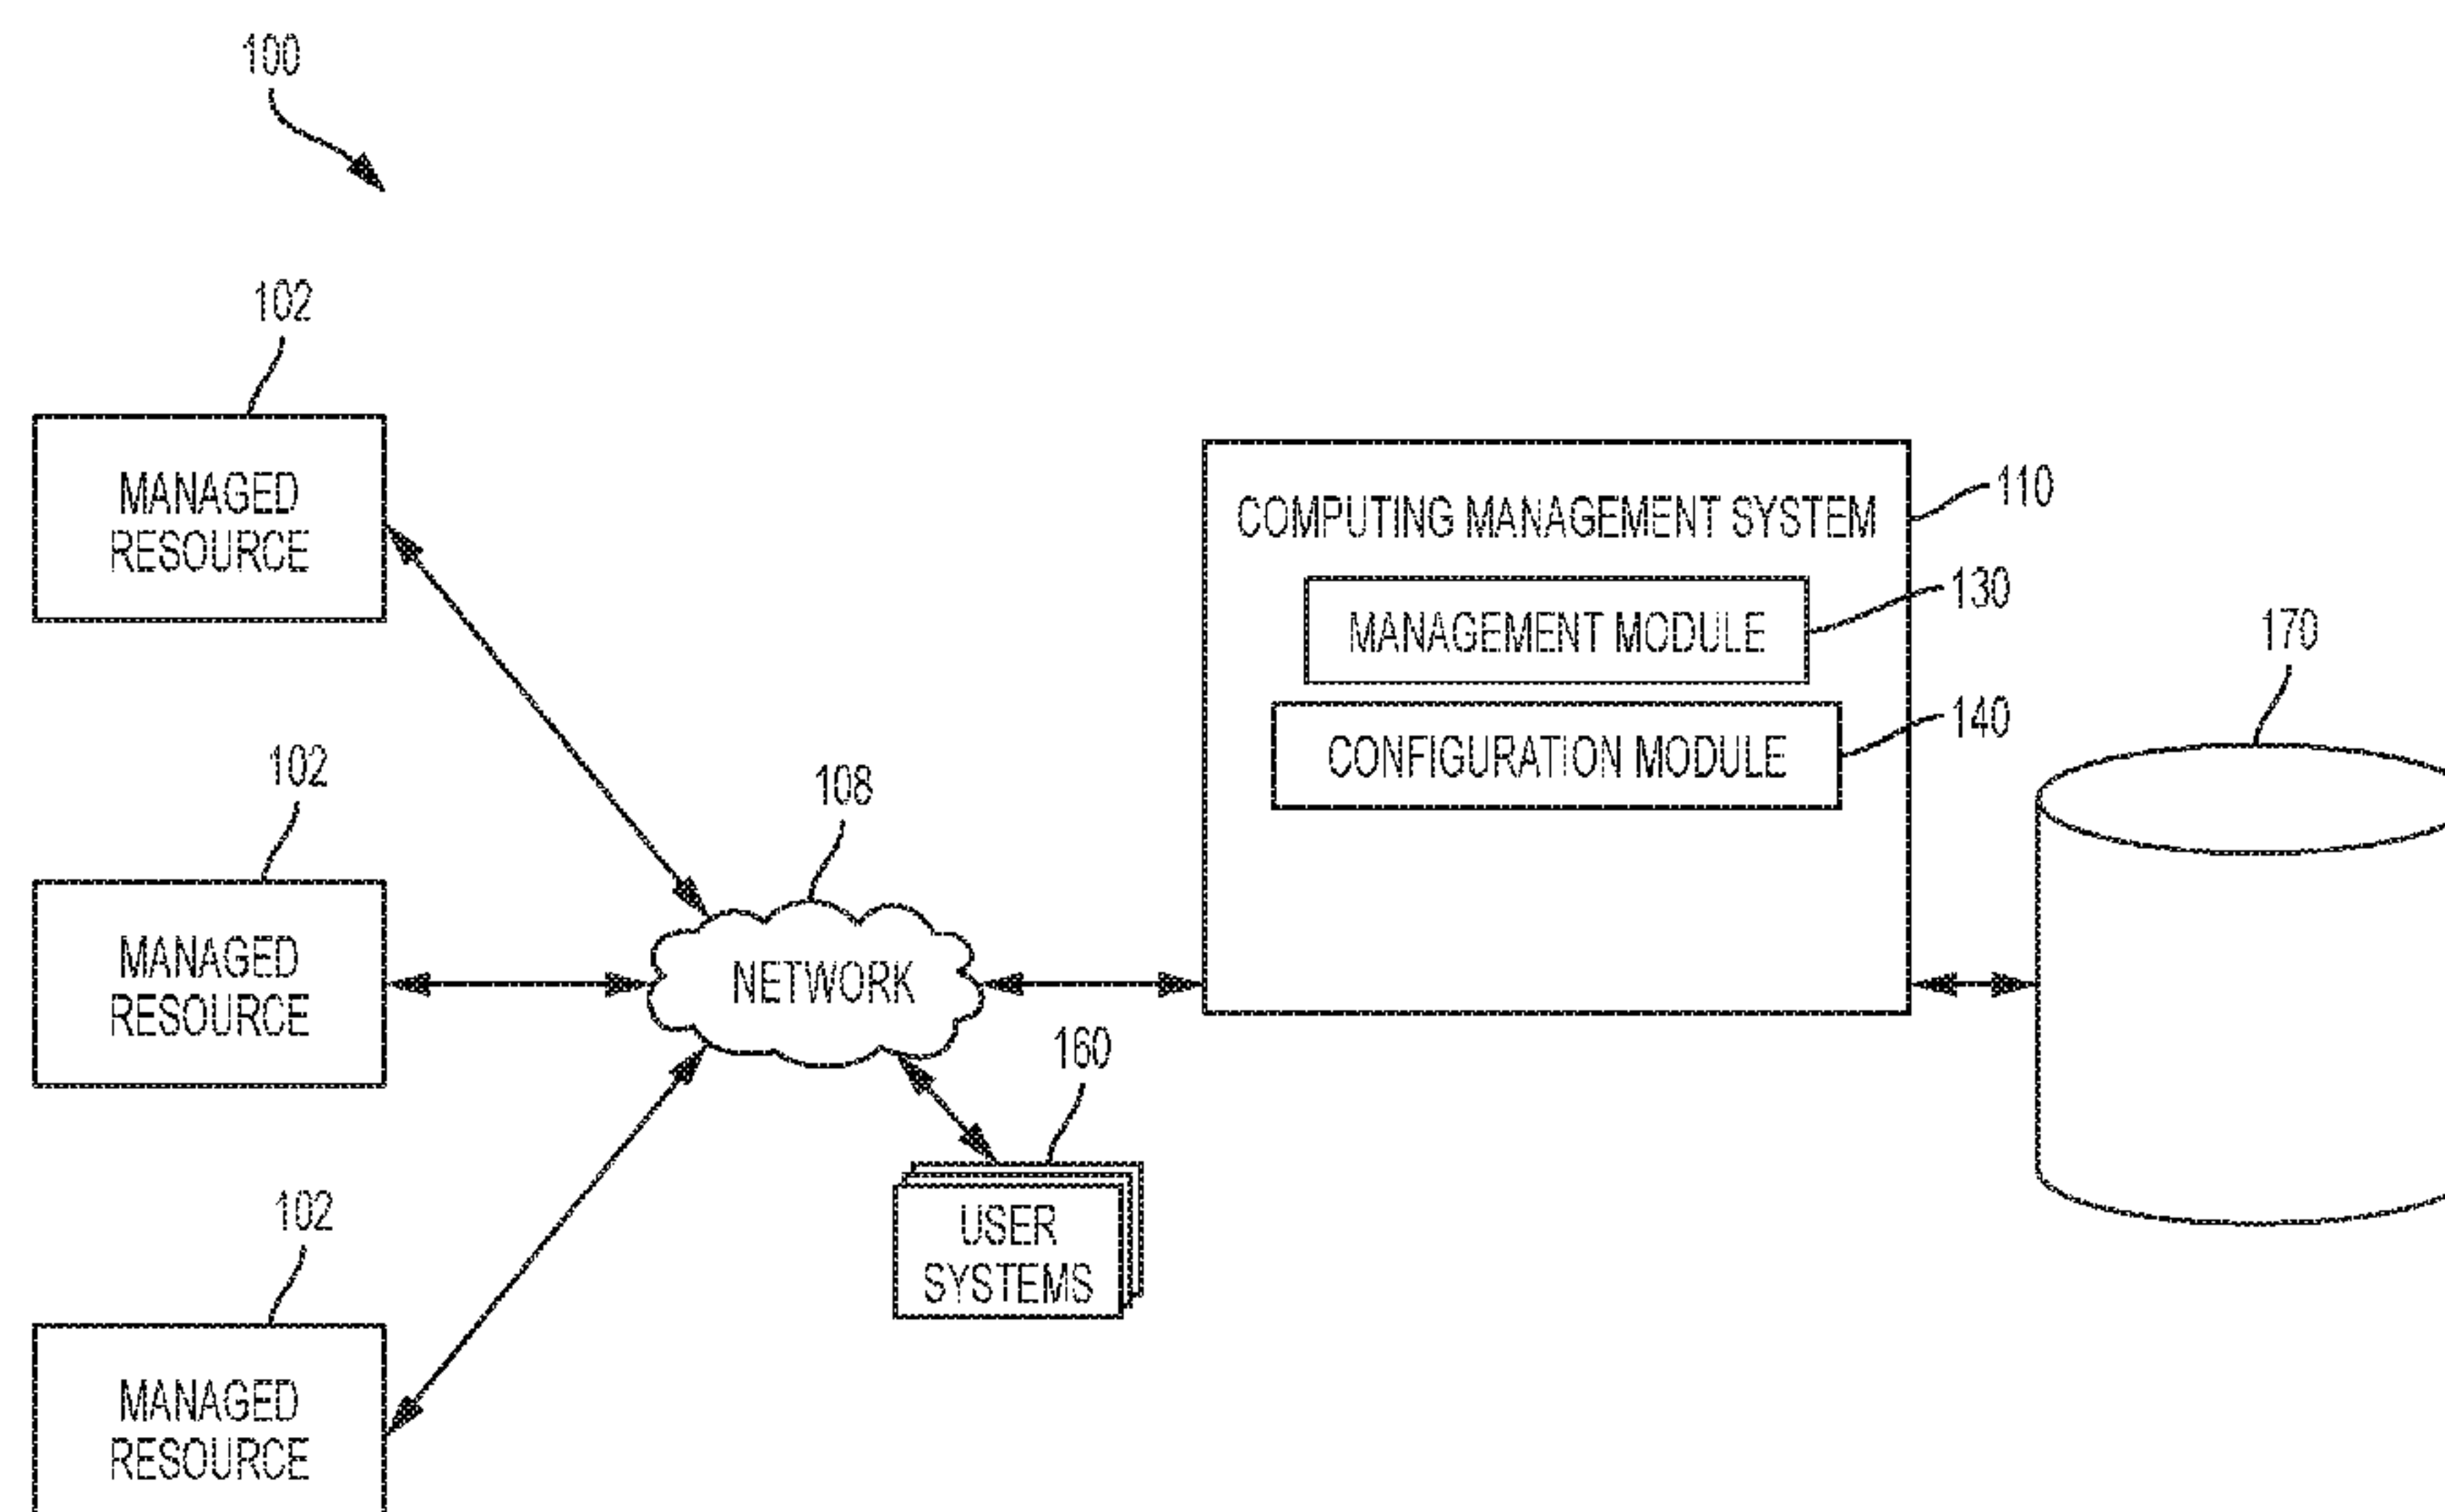 100
102
MANAGED
RESOURCE
COMPUTING MANAGEMENT SYSTEM
110
MANAGEMENT MODULE
130
CONFIGURATION MODULE
140
170
102
MANAGED
RESOURCE
108
NETWORK
160
USER
SYSTEMS
102
MANAGED
RESOURCE